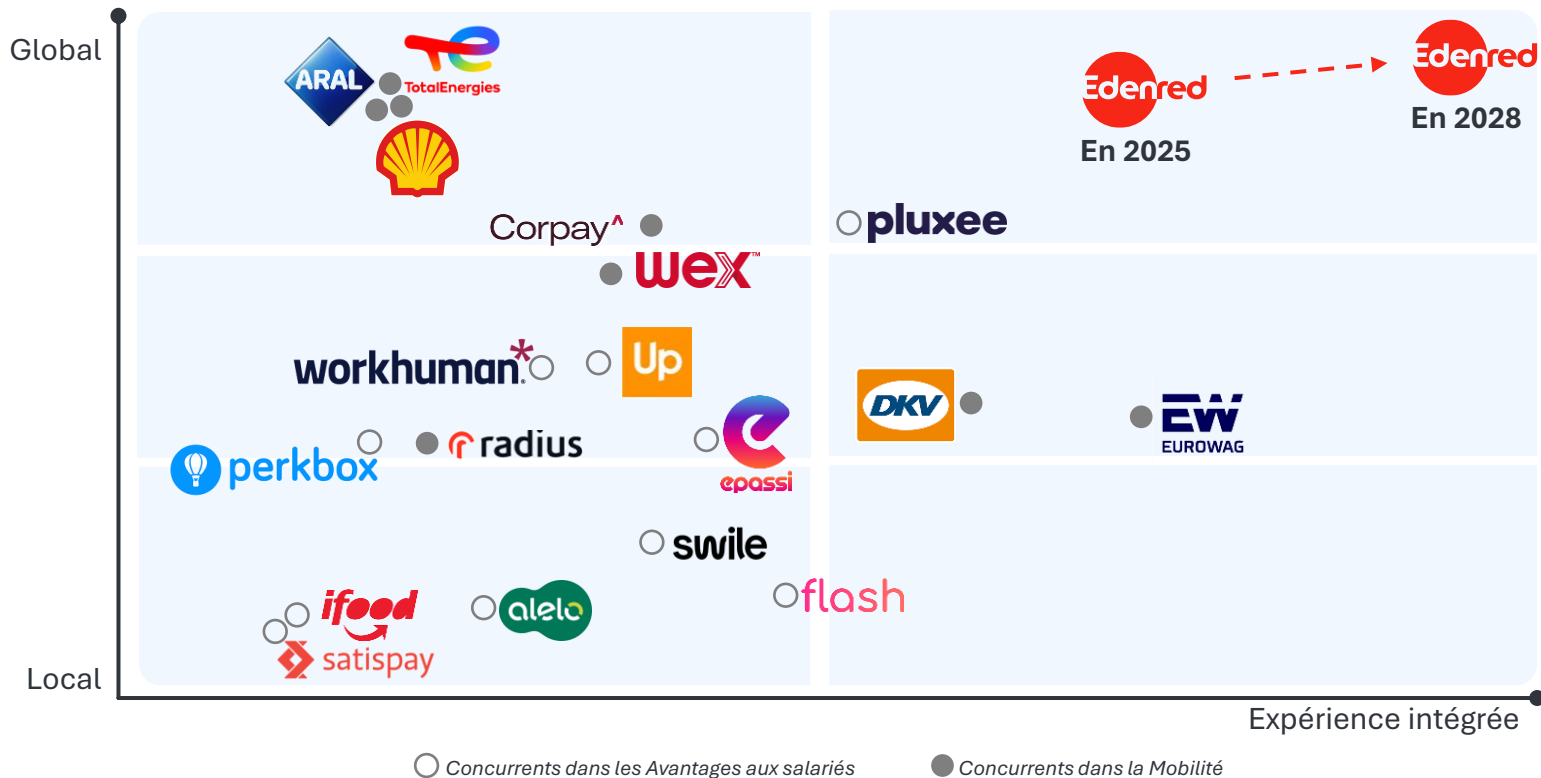 Global
ARAL
TotalEnergies
Edenred
En 2025
Edenred
En 2028
Corpay^
pluxee
wex™
workhuman*®
Up
DKV
EW
EUROWAG
radius
perkbox
e
epassi
swile
ifood
alelo
flash
satispay
Local
Expérience intégrée
Concurrents dans les Avantages aux salariés
Concurrents dans la Mobilité